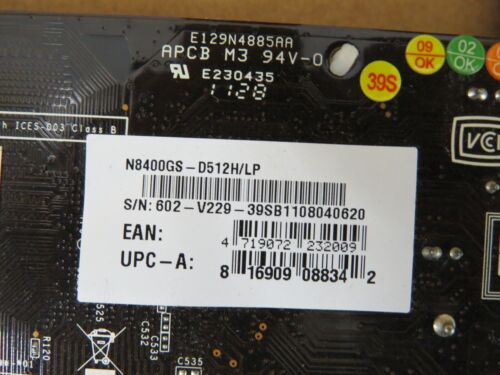 E129N4885AA
APCB M3 94V-0
E230435
1128
39S
09
OK
02
OK
ICES-003 Class B
N8400GS-D512H/LP
S/N: 602-V229-39SB1108040620
EAN:
4 719072 232009
UPC-A:
8 16909 08834 2
R120
C532
C533
C535